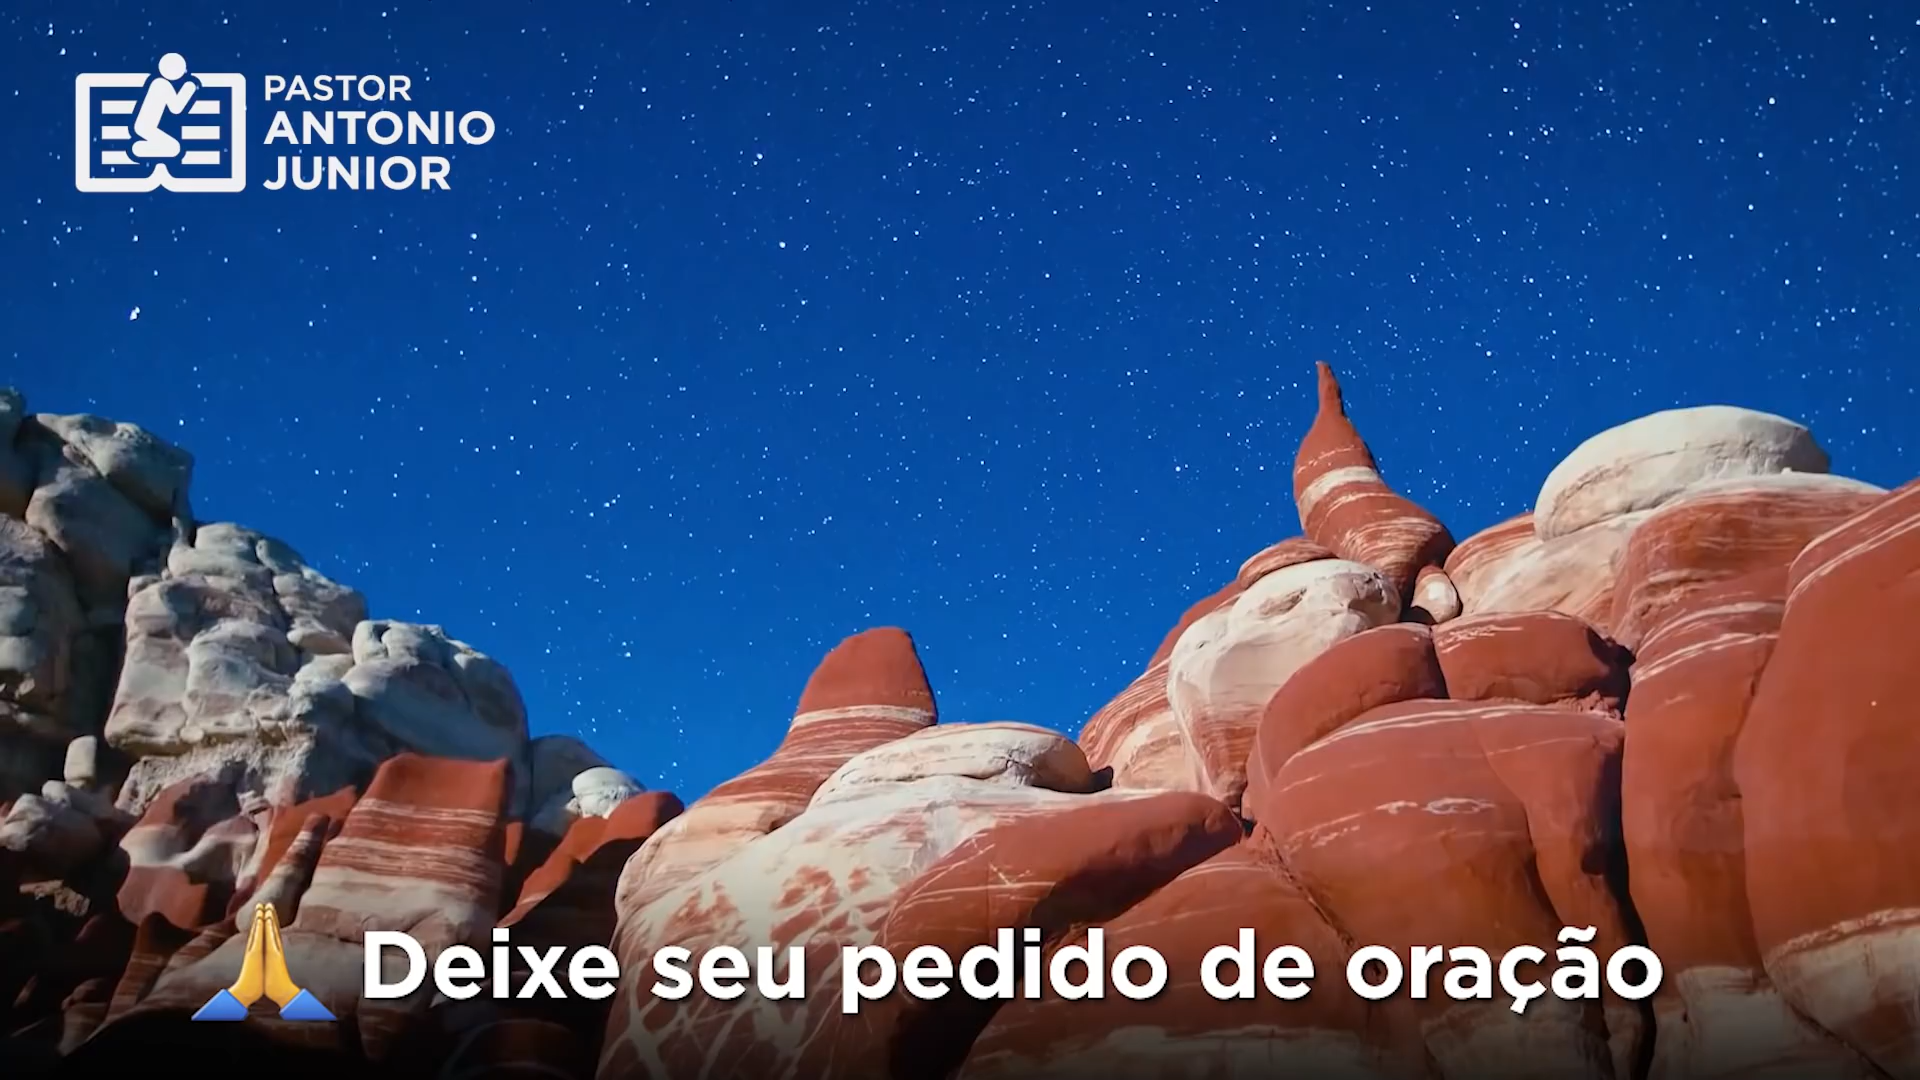 PASTOR
ANTONIO
JUNIOR
🙏 Deixe seu pedido de oração